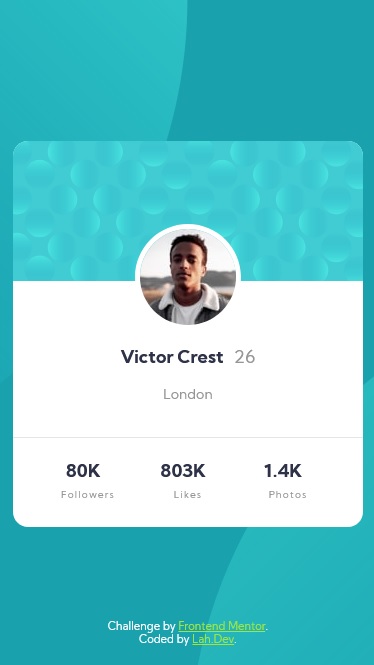 Victor Crest 26
London
80K 803K 1.4K
Followers Likes Photos
Challenge by Frontend Mentor.
Coded by Lah.Dev.